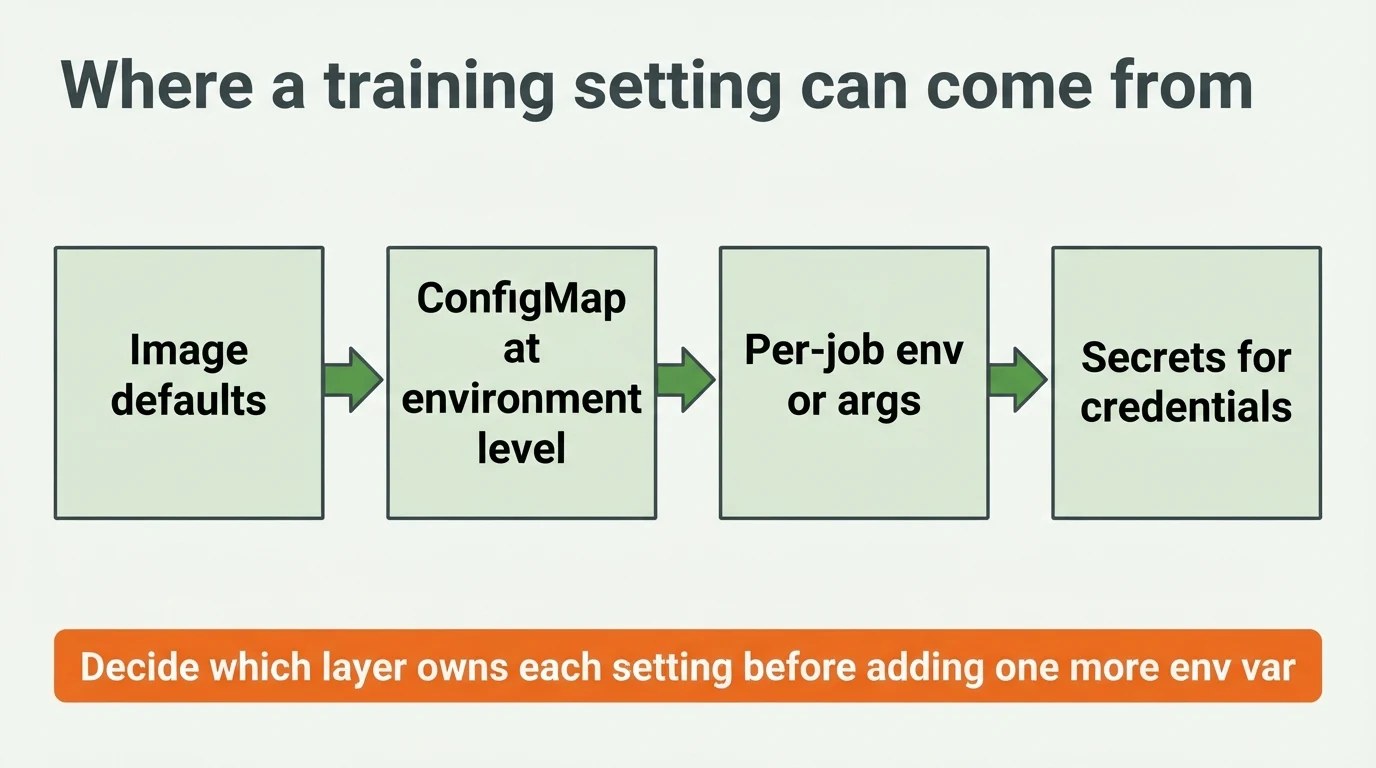 Where a training setting can come from
Image
defaults
ConfigMap
at
environment
level
Per-job env
or args
Secrets for
credentials
Decide which layer owns each setting before adding one more env var